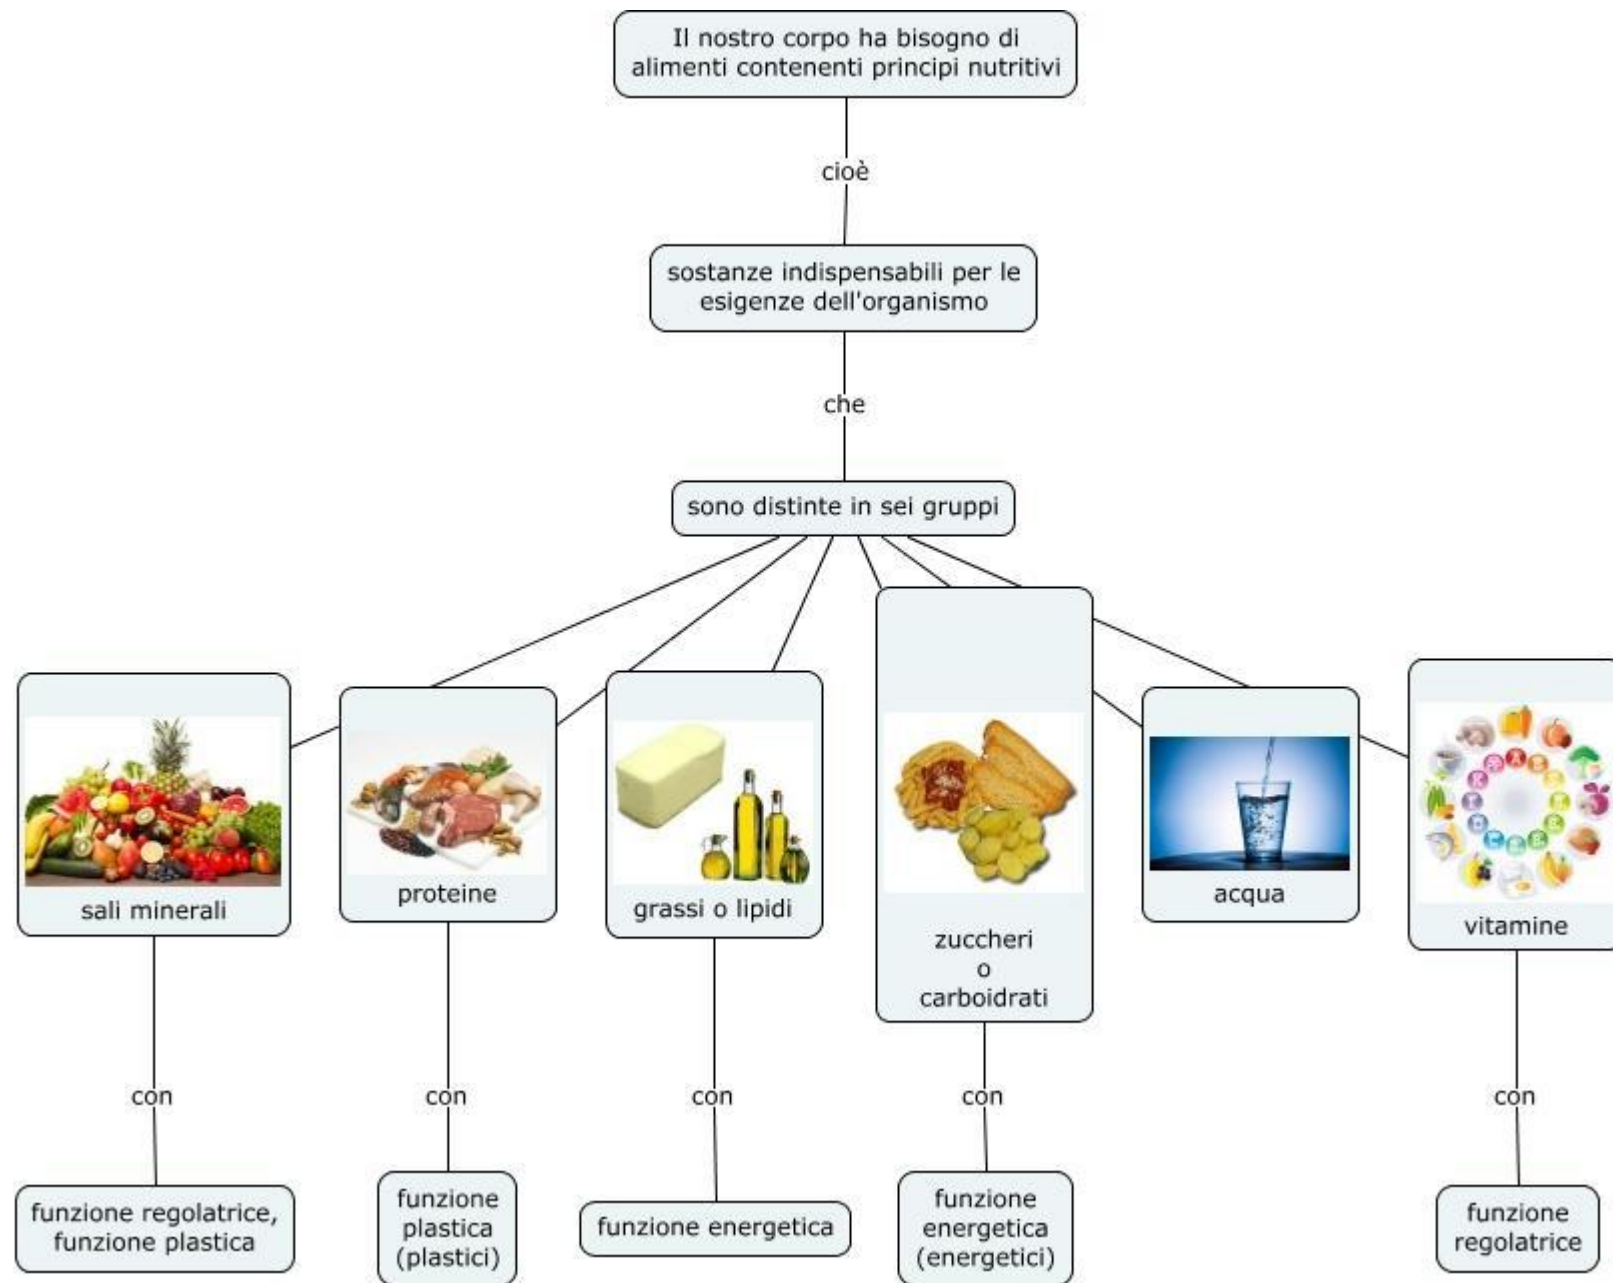 Il nostro corpo ha bisogno di
alimenti contenenti principi nutritivi
cioè
sostanze indispensabili per le
esigenze dell'organismo
che
sono distinte in sei gruppi
sali minerali
proteine
grassi o lipidi
zuccheri
o
carboidrati
acqua
vitamine
con
con
con
con
con
funzione regolatrice,
funzione plastica
funzione
plastica
(plastici)
funzione energetica
funzione
energetica
(energetici)
funzione
regolatrice